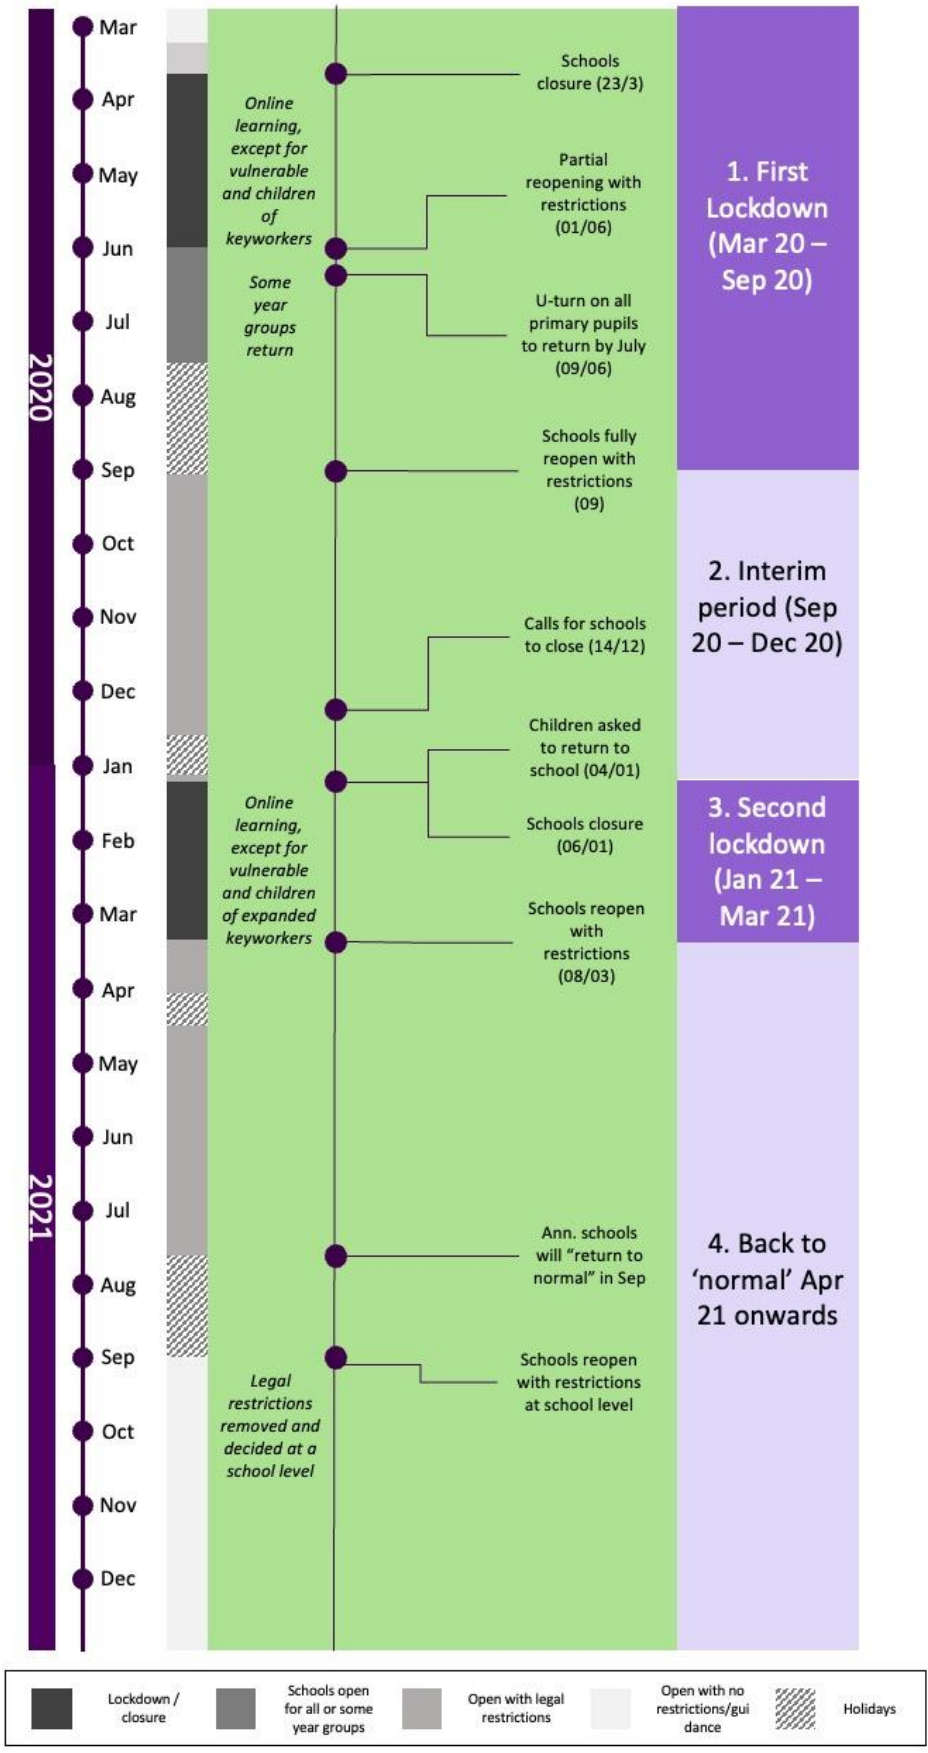 2020
2021
Mar
Apr
May
Jun
Jul
Aug
Sep
Oct
Nov
Dec
Jan
Feb
Mar
Apr
May
Jun
Jul
Aug
Sep
Oct
Nov
Dec
Online
learning,
except for
vulnerable
and children
of
keyworkers
Some
year
groups
return
Online
learning,
except for
vulnerable
and children
of expanded
keyworkers
Legal
restrictions
removed and
decided at a
school level
Schools
closure (23/3)
Partial
reopening with
restrictions
(01/06)
U-turn on all
primary pupils
to return by July
(09/06)
Schools fully
reopen with
restrictions
(09)
Calls for schools
to close (14/12)
Children asked
to return to
school (04/01)
Schools closure
(06/01)
Schools reopen
with
restrictions
(08/03)
Ann. schools
will “return to
normal” in Sep
Schools reopen
with restrictions
at school level
1. First
Lockdown
(Mar 20 –
Sep 20)
2. Interim
period (Sep
20 – Dec 20)
3. Second
lockdown
(Jan 21 –
Mar 21)
4. Back to
‘normal’ Apr
21 onwards
Lockdown /
closure
Schools open
for all or some
year groups
Open with legal
restrictions
Open with no
restrictions/gui
dance
Holidays